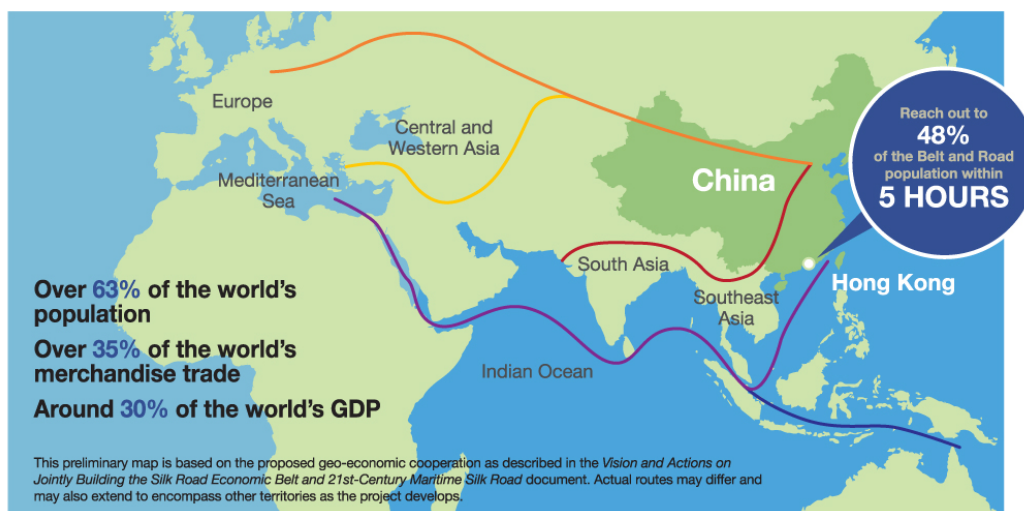 Europe
Central and
Western Asia
Mediterranean
Sea
China
Reach out to
48%
of the Belt and Road
population within
5 HOURS
South Asia
Southeast
Asia
Hong Kong
Indian Ocean
Over 63% of the world's
population
Over 35% of the world's
merchandise trade
Around 30% of the world's GDP
This preliminary map is based on the proposed geo-economic cooperation as described in the Vision and Actions on
Jointly Building the Silk Road Economic Belt and 21st-Century Maritime Silk Road document. Actual routes may differ and
may also extend to encompass other territories as the project develops.